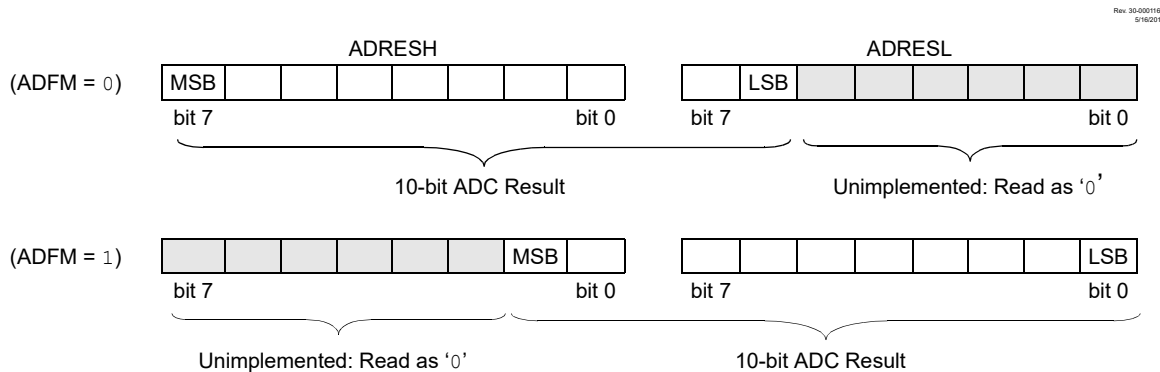 Rev. 30-000116
5/16/201
ADRESH ADRESL
(ADFM = 0) MSB LSB
bit 7 bit 0 bit 7 bit 0
10-bit ADC Result Unimplemented: Read as ‘0’
(ADFM = 1) MSB LSB
bit 7 bit 0 bit 7 bit 0
Unimplemented: Read as ‘0’ 10-bit ADC Result